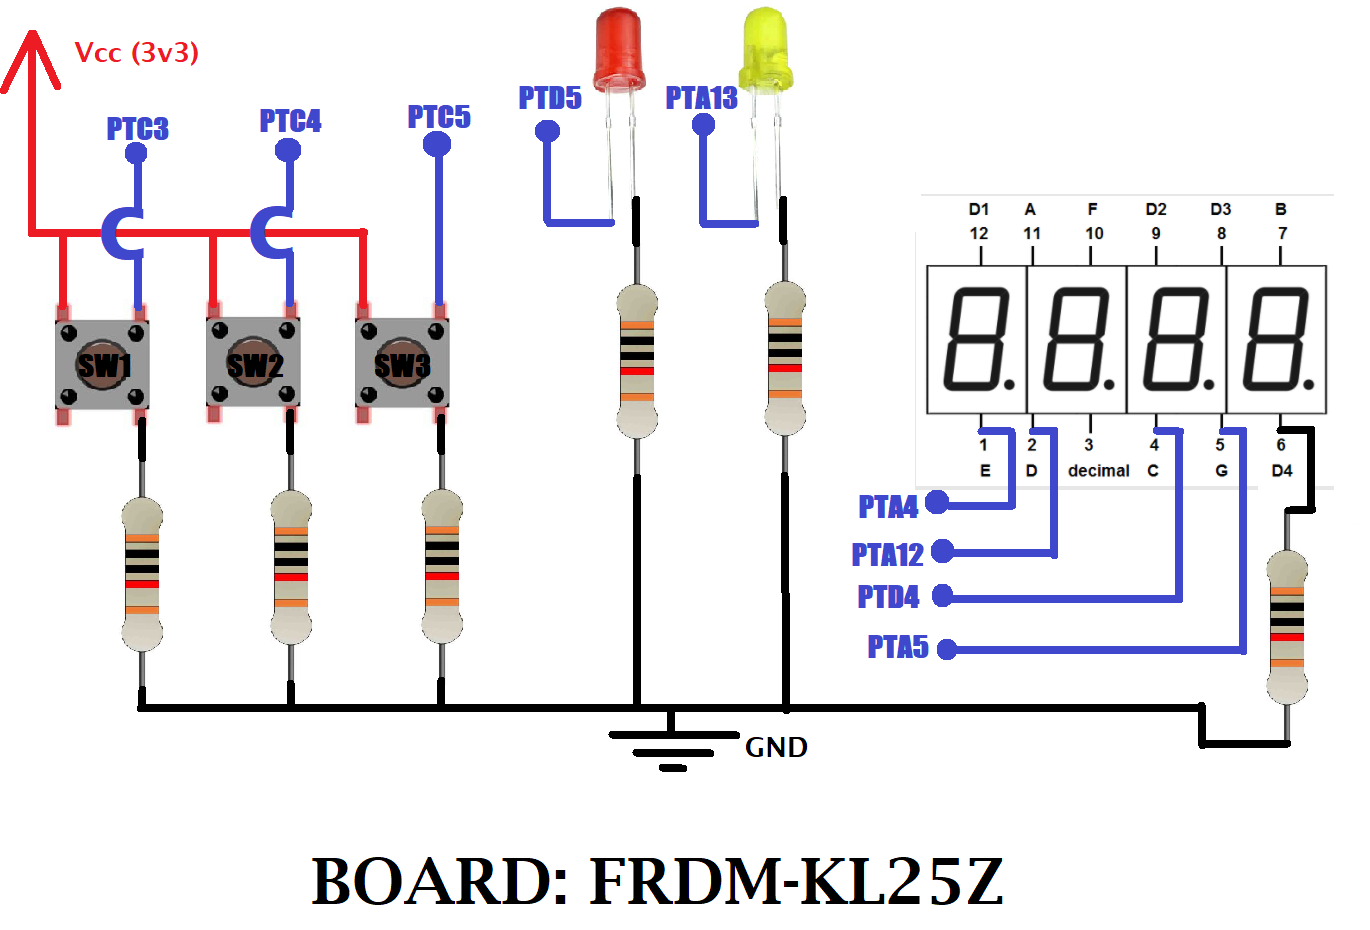 Vcc (3v3)
PTC3
PTC4
PTC5
PTD5
PTA13
SW1
SW2
SW3
D1 A F D2 D3 B
12 11 10 9 8 7
1 2 3 4 5 6
E D decimal C G D4
PTA4
PTA12
PTD4
PTA5
GND
BOARD: FRDM-KL25Z